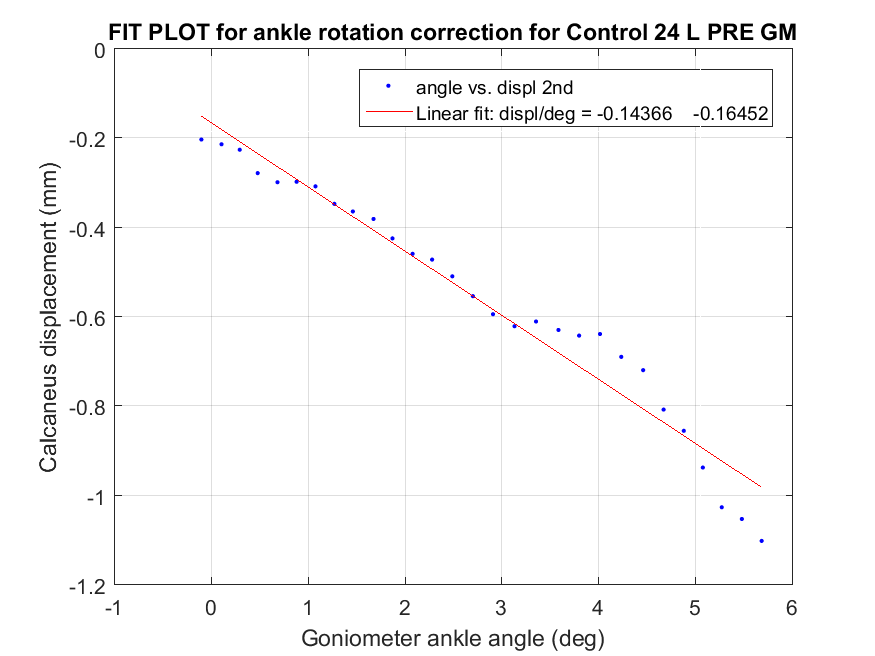 FIT PLOT for ankle rotation correction for Control 24 L PRE GM
angle vs. displ 2nd
Linear fit: displ/deg = -0.14366 -0.16452
0
-0.2
-0.4
-0.6
-0.8
-1
-1.2
Calcaneus displacement (mm)
-1 0 1 2 3 4 5 6
Goniometer ankle angle (deg)